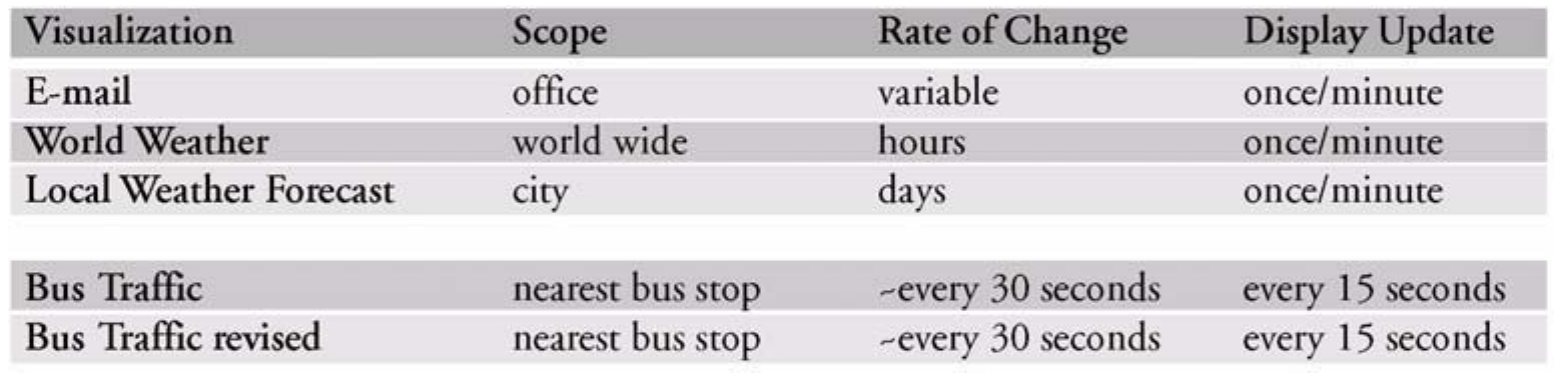 Visualization Scope Rate of Change Display Update
E-mail office variable once/minute
World Weather world wide hours once/minute
Local Weather Forecast city days once/minute
Bus Traffic nearest bus stop ~every 30 seconds every 15 seconds
Bus Traffic revised nearest bus stop ~every 30 seconds every 15 seconds